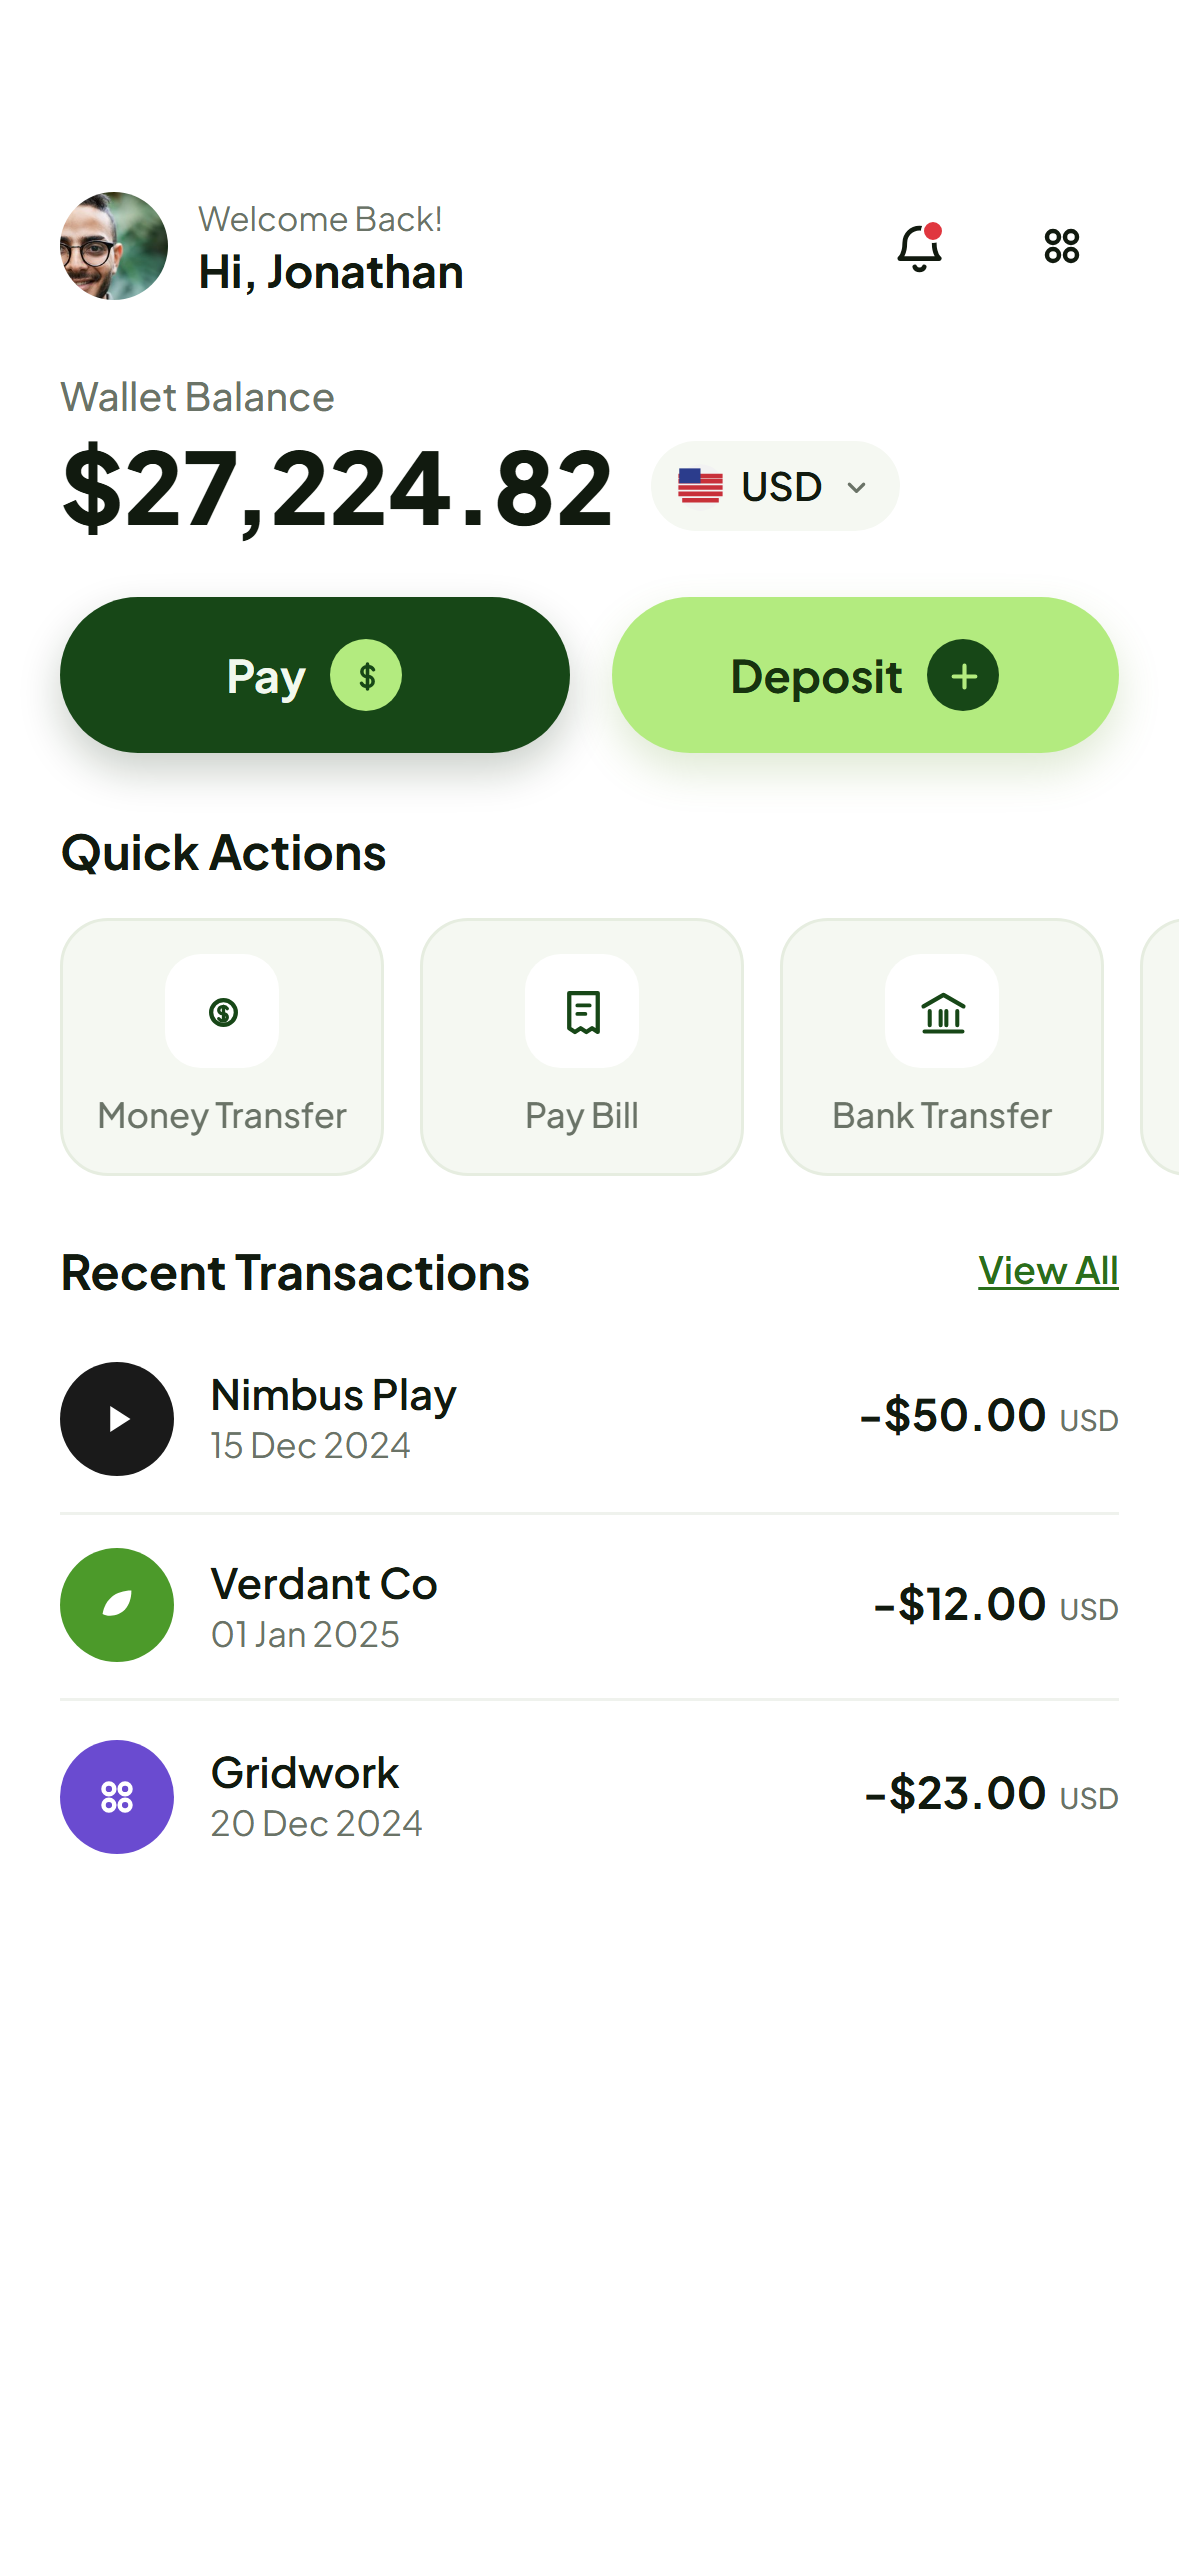 Welcome Back!
Hi, Jonathan
Wallet Balance
$27,224.82
USD
Pay $
Deposit
Quick Actions
$
Money Transfer
Pay Bill
Bank Transfer
Recent Transactions
View All
Nimbus Play
15 Dec 2024
-$50.00 USD
Verdant Co
01 Jan 2025
-$12.00 USD
Gridwork
20 Dec 2024
-$23.00 USD